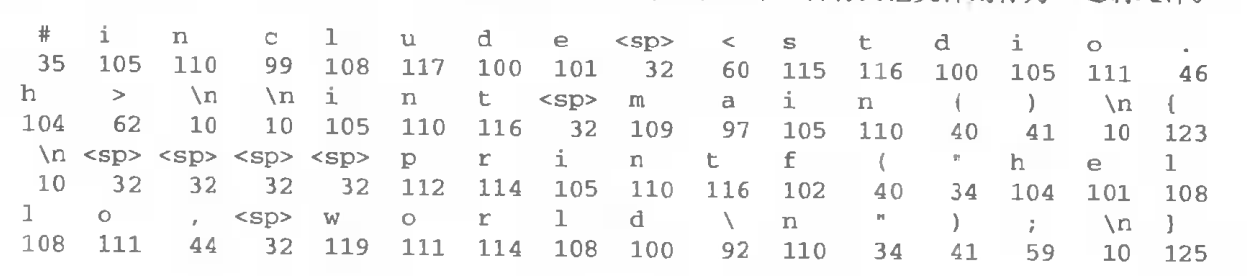 # i n c l u d e <sp> < s t d i o .
35 105 110 99 108 117 100 101 32 60 115 116 100 105 111 46
h > \n \n i n t <sp> m a i n ( ) \n {
104 62 10 10 105 110 116 32 109 97 105 110 40 41 10 123
\n <sp> <sp> <sp> <sp> p r i n t f ( " h e l
10 32 32 32 32 112 114 105 110 116 102 40 34 104 101 108
l o , <sp> w o r l d \ n " ) ; \n }
108 111 44 32 119 111 114 108 100 92 110 34 41 59 10 125